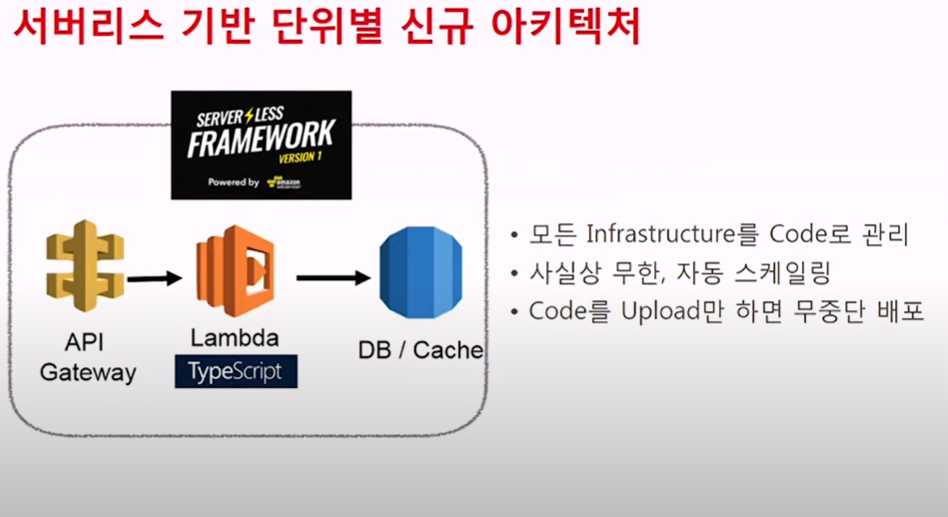 서버리스 기반 단위별 신규 아키텍처
SERVERLESS
FRAMEWORK
VERSION 1
Powered by amazon
API
Gateway
Lambda
TypeScript
DB / Cache
• 모든 Infrastructure를 Code로 관리
• 사실상 무한, 자동 스케일링
• Code를 Upload만 하면 무중단 배포